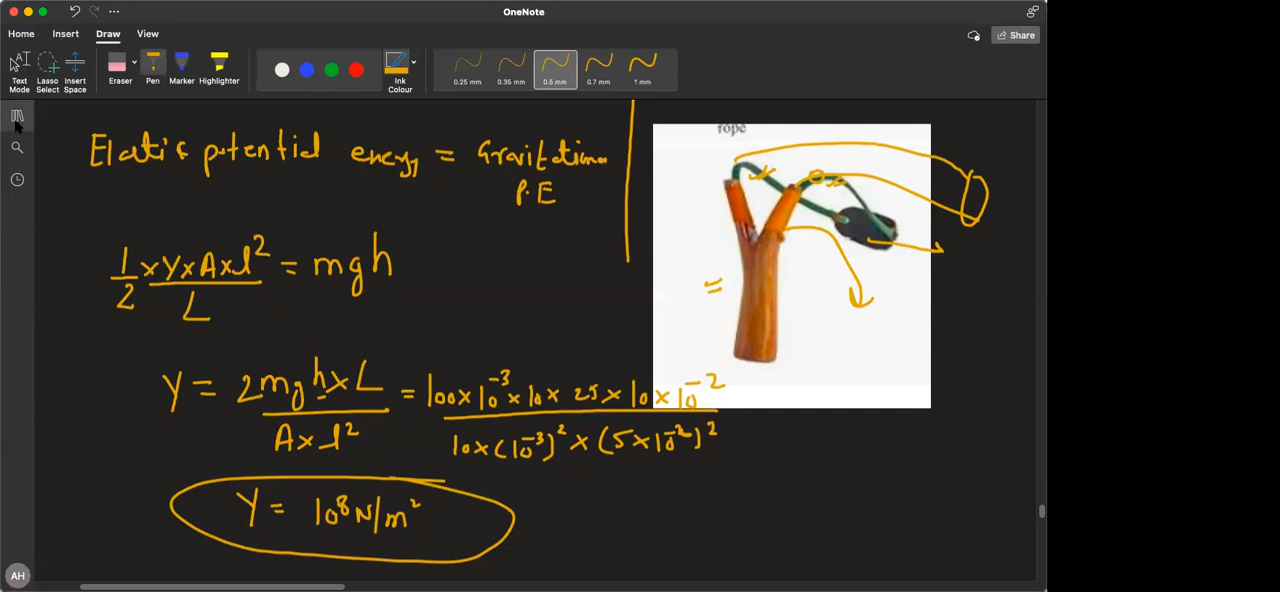 OneNote
Home Insert Draw View
Share
Text Mode
Lasso Select
Insert Space
Eraser
Pen
Marker
Highlighter
Ink Colour
0.25 mm
0.35 mm
0.5 mm
0.7 mm
1 mm
rope
Elastic potential energy = Gravitational
P.E
1/2 × Y×A×l²/L = mgh
Y = 2mgh×L/A×l² = 100×10⁻³×10×25×10×10⁻²/10×(10⁻³)²×(5×10⁻²)²
Y = 10⁸ N/m²
=
AH